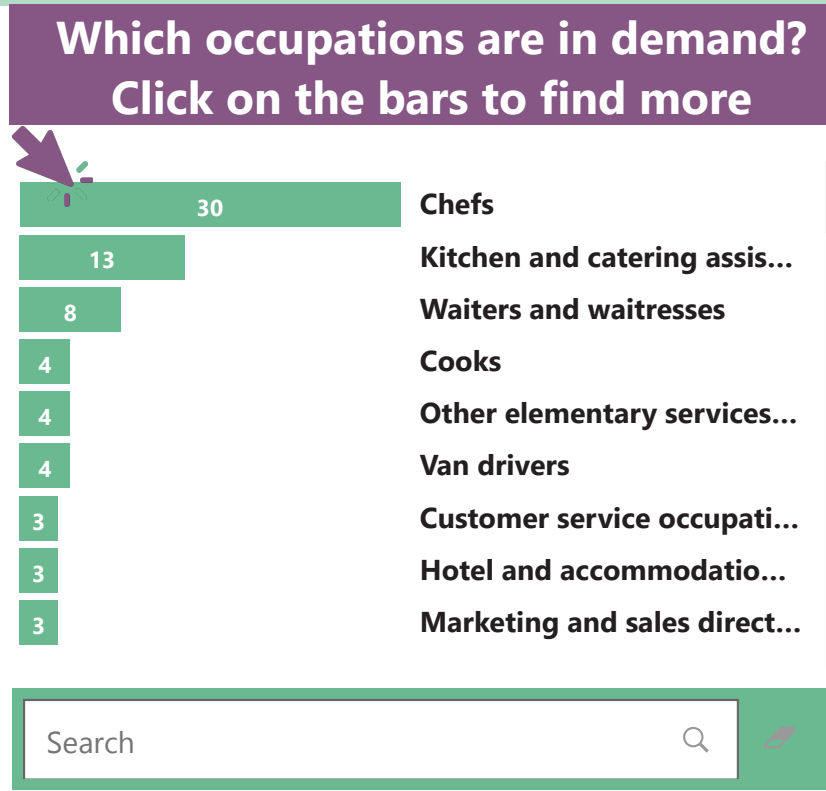 Which occupations are in demand?
Click on the bars to find more
30 Chefs
13 Kitchen and catering assis...
8 Waiters and waitresses
4 Cooks
4 Other elementary services...
4 Van drivers
3 Customer service occupati...
3 Hotel and accommodatio...
3 Marketing and sales direct...
Search